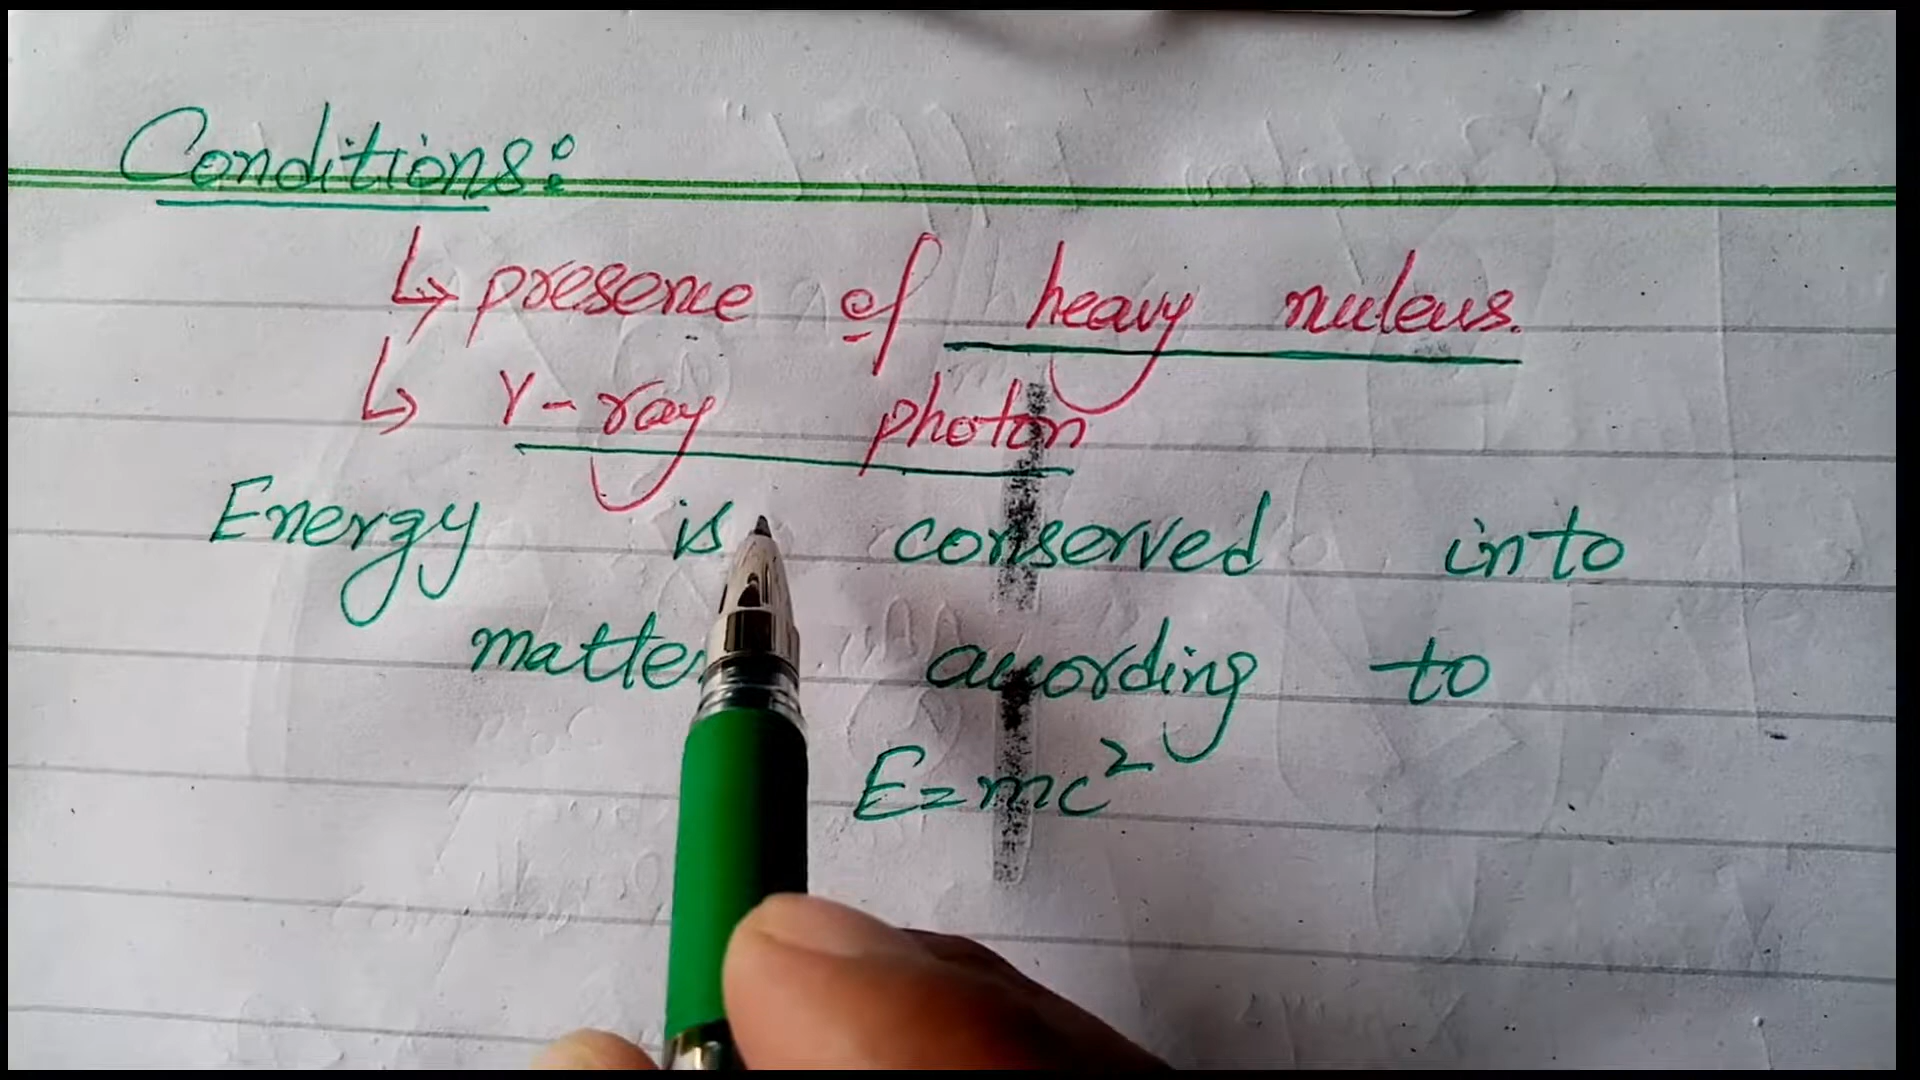 Conditions:
↳ presence of heavy nucleus.
↳ γ-ray photon
Energy is conserved into
matter according to
E=mc²